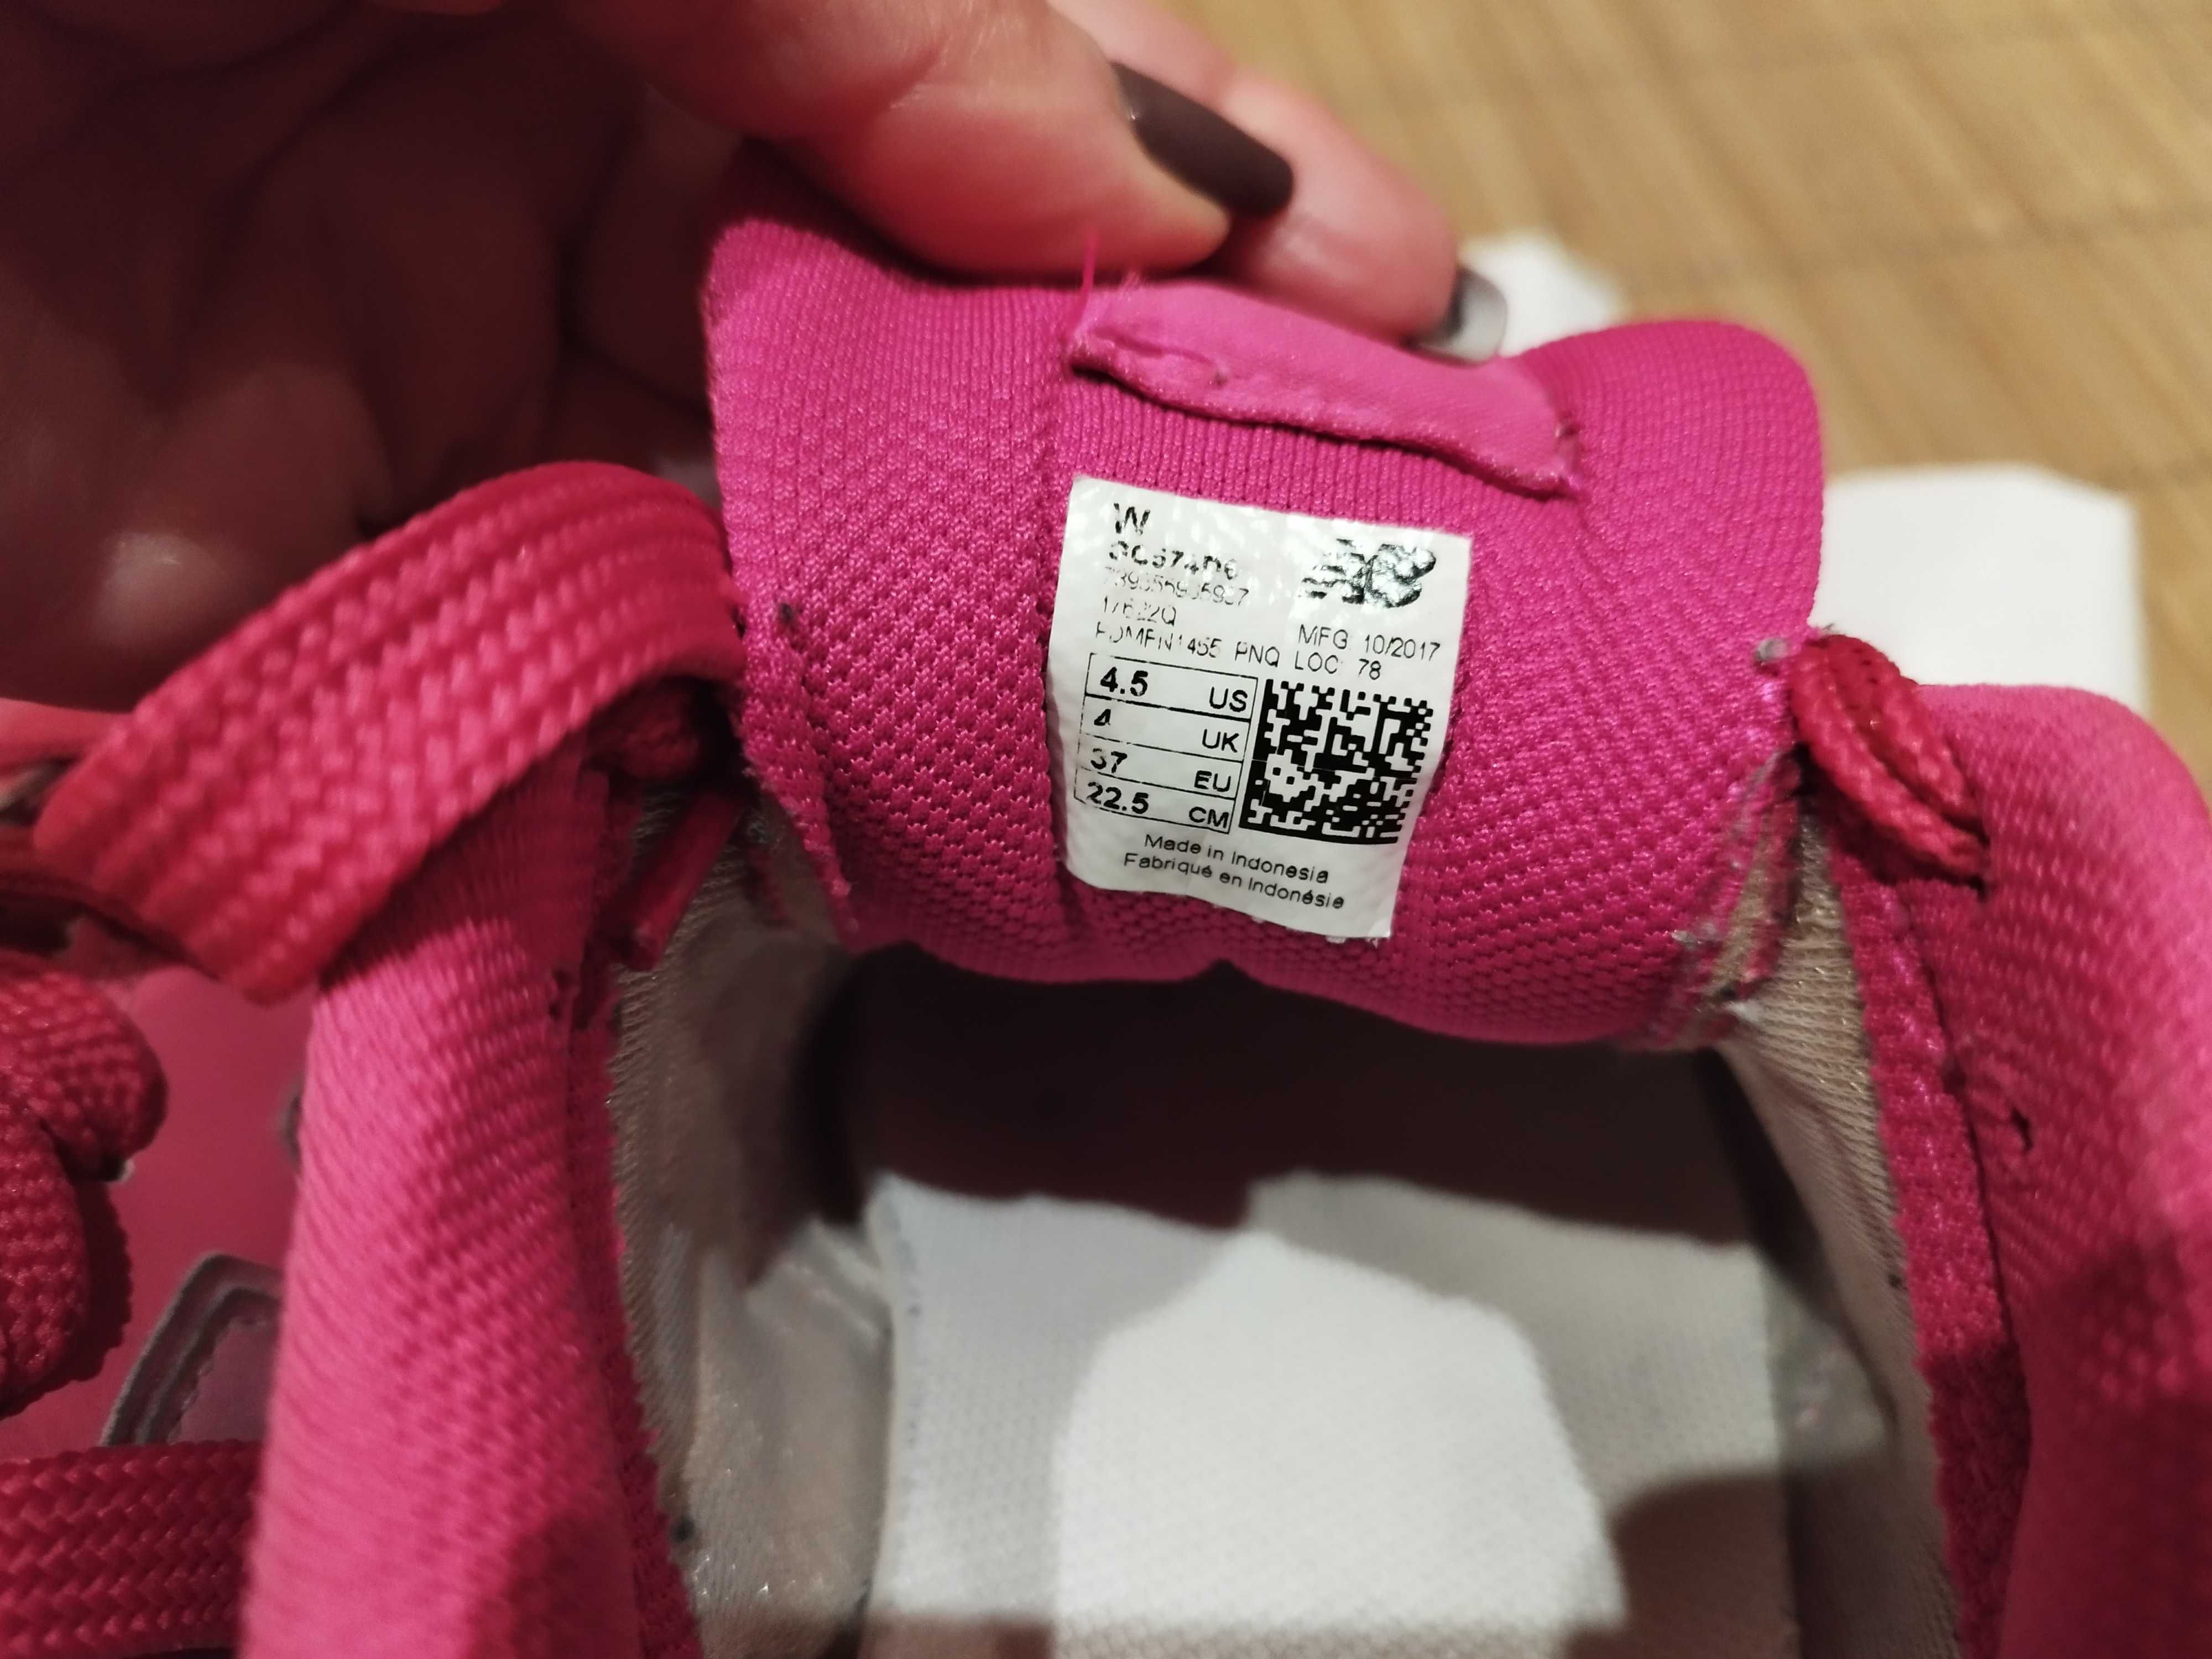 W
MFG 10/2017
PNQ LOC: 78
4.5 US
4 UK
37 EU
22.5 CM
Made in Indonesia
Fabriqué en Indonésie